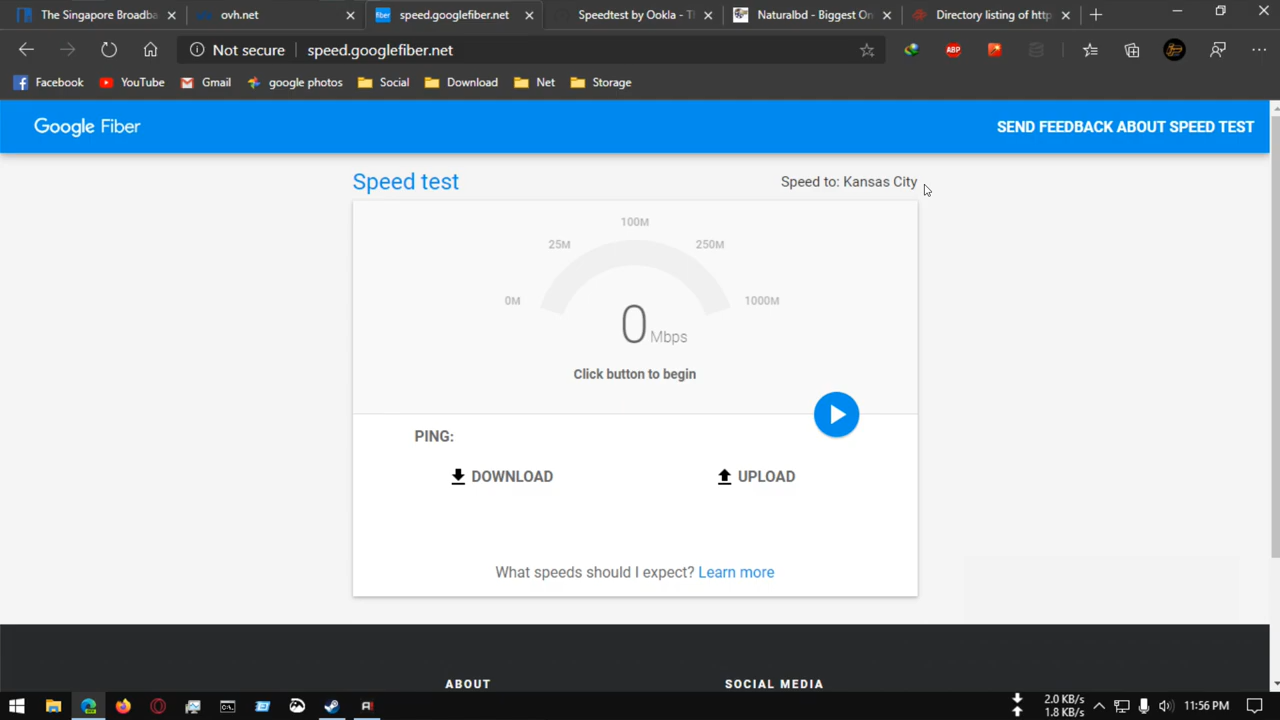 The Singapore Broadba
ovh.net
speed.googlefiber.net
Speedtest by Ookla - Th
Naturalbd - Biggest On
Directory listing of http
Not secure
speed.googlefiber.net
ABP
Facebook
YouTube
Gmail
google photos
Social
Download
Net
Storage
Google Fiber
SEND FEEDBACK ABOUT SPEED TEST
Speed test
Speed to: Kansas City
100M
25M
250M
0M
1000M
0 Mbps
Click button to begin
PING:
DOWNLOAD
UPLOAD
What speeds should I expect? Learn more
ABOUT
SOCIAL MEDIA
2.0 KB/s
1.8 KB/s
11:56 PM